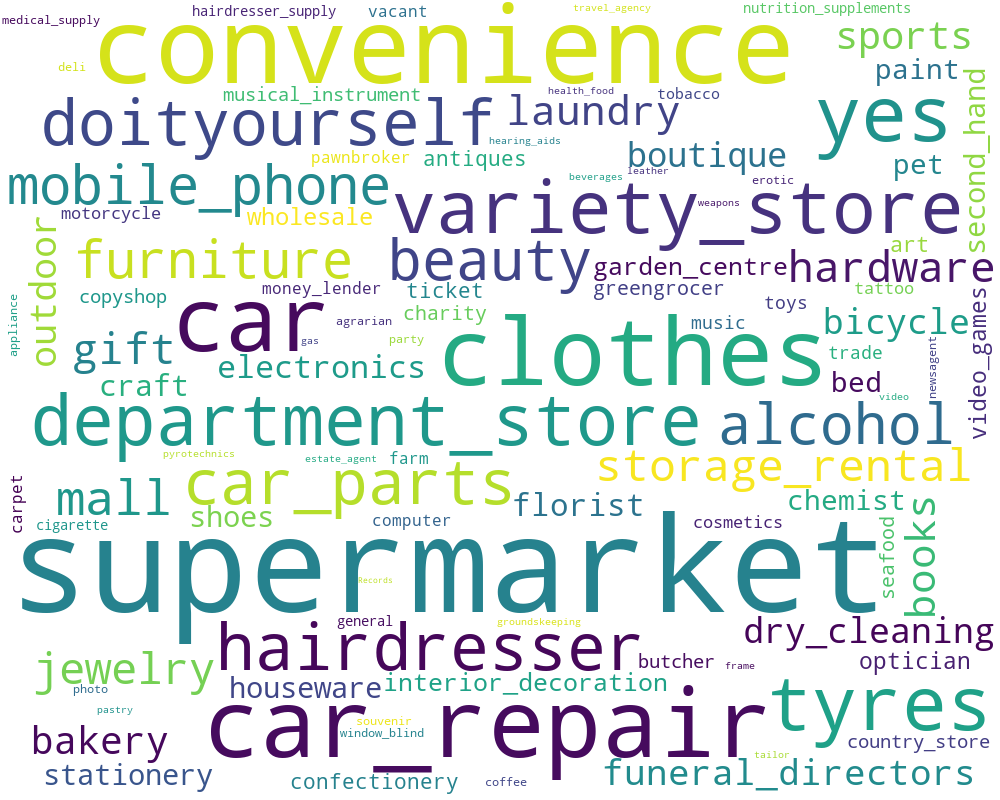 medical_supply
hairdresser_supply
vacant
travel_agency
nutrition_supplements
convenience
sports
deli
paint
musical_instrument
health_food
tobacco
doityourself
laundry
yes
second_hand
hearing_aids
pawnbroker
antiques
boutique
pet
mobile_phone
beverages
leather
erotic
variety_store
weapons
motorcycle
wholesale
outdoor
furniture
beauty
garden_centre
hardware
art
copyshop
money_lender
ticket
greengrocer
tattoo
toys
video_games
appliance
car
agrarian
charity
music
bicycle
gas
party
clothes
newsagent
gift
electronics
trade
craft
bed
video
department_store
alcohol
pyrotechnics
estate_agent
farm
storage_rental
carpet
mall
car_parts
florist
chemist
books
shoes
cigarette
computer
cosmetics
seafood
supermarket
Records
general
groundskeeping
hairdresser
dry_cleaning
jewelry
butcher
frame
optician
photo
houseware
interior_decoration
car_repair
tyres
pastry
souvenir
bakery
window_blind
country_store
tailor
stationery
confectionery
coffee
funeral_directors